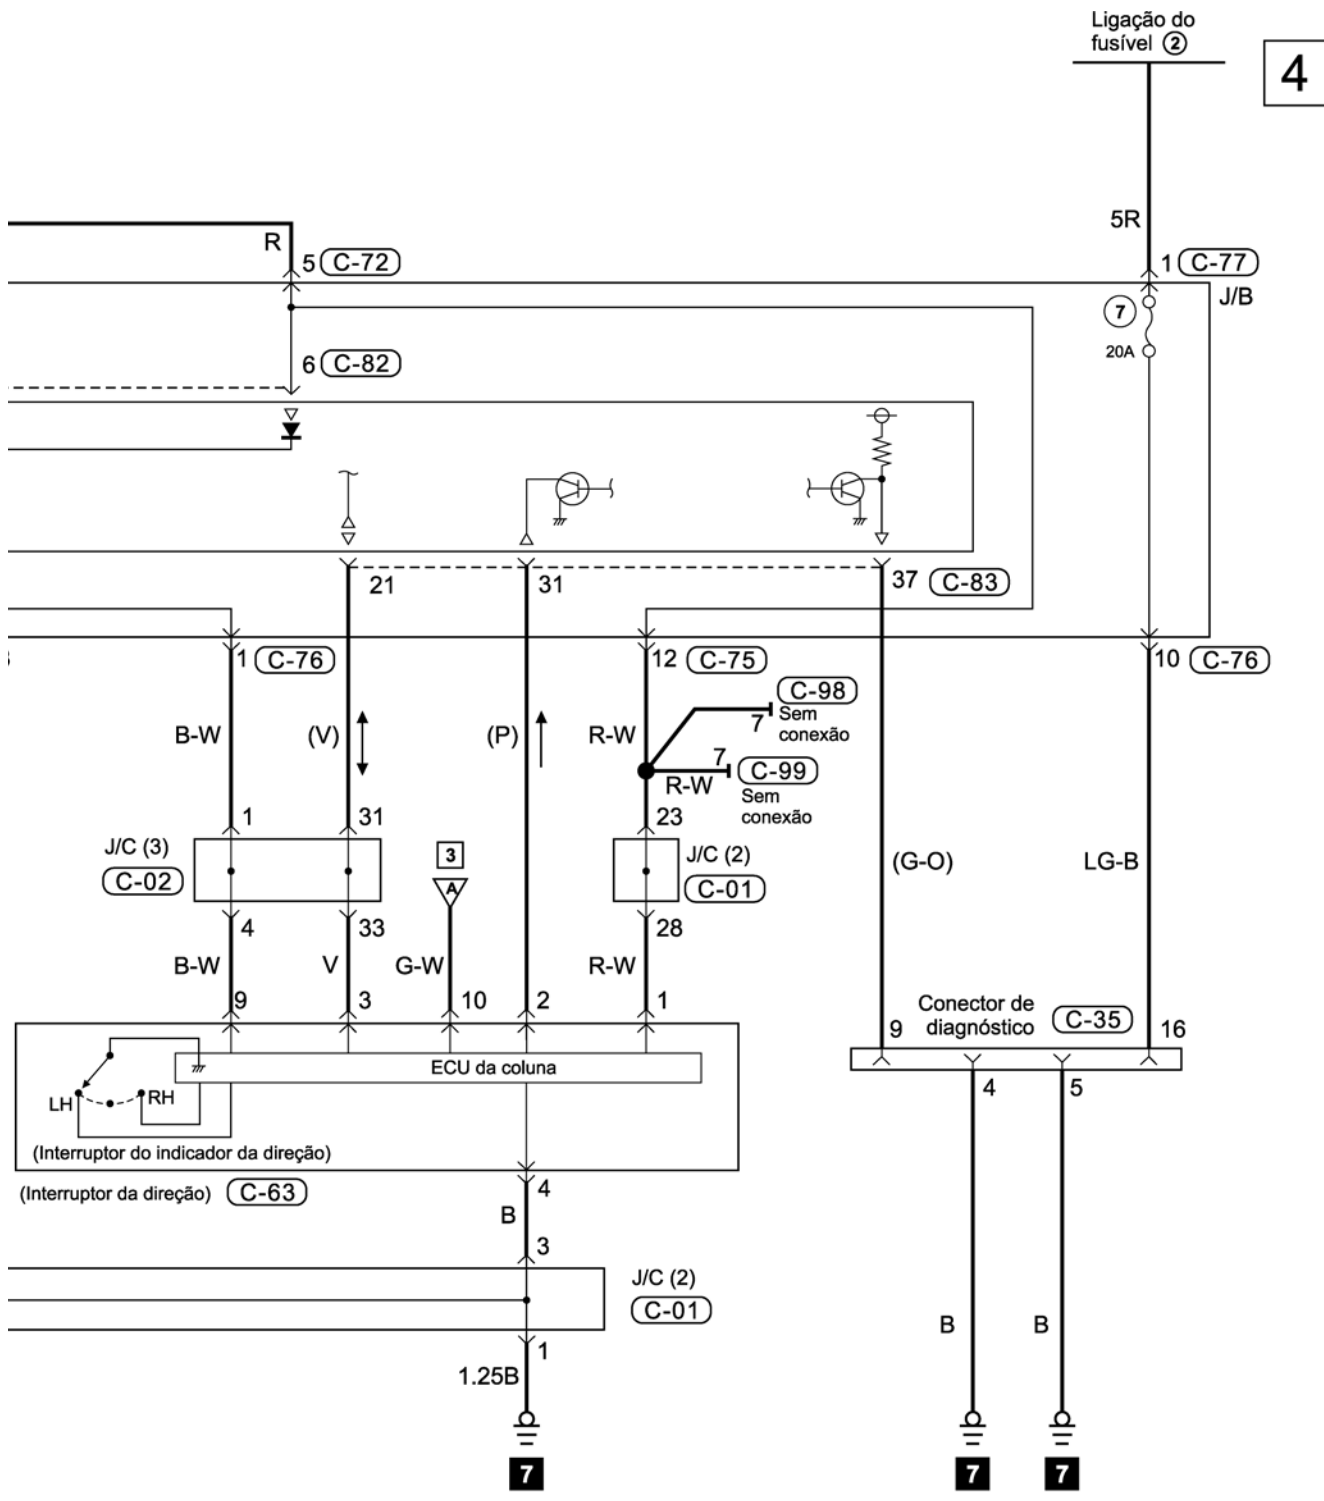 Ligação do
fusível ②
4
5R
R
5 C-72
1 C-77
J/B
7
20A
6 C-82
21
31
37 C-83
1 C-76
12 C-75
10 C-76
C-98
7 Sem
conexão
B-W
(V)
(P)
R-W
7 C-99
R-W
Sem
conexão
1
31
23
J/C (3)
C-02
3
A
J/C (2)
C-01
(G-O)
LG-B
4
33
28
B-W
V
G-W
R-W
9
3
10
2
1
Conector de
diagnóstico C-35
9
16
ECU da coluna
LH
RH
4
5
(Interruptor do indicador da direção)
(Interruptor da direção) C-63
4
B
3
J/C (2)
C-01
B
B
1
1.25B
7
7
7